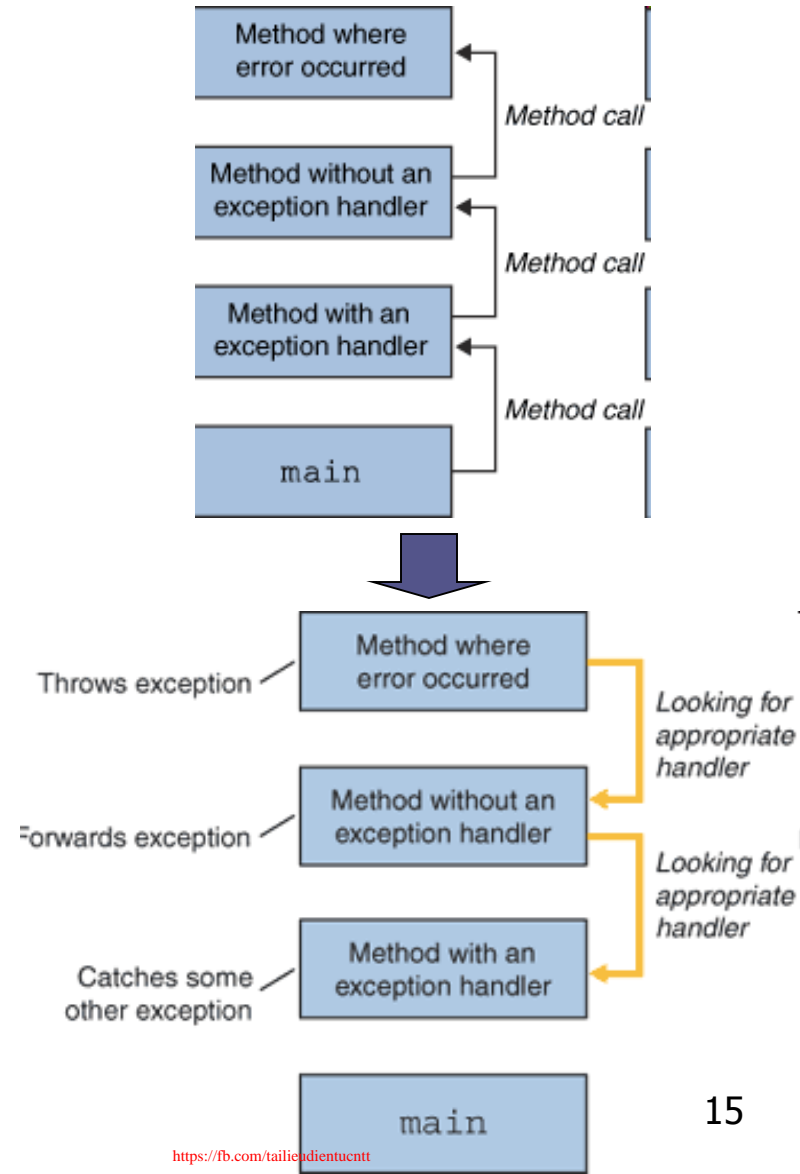 Method where
error occurred
Method call
Method without an
exception handler
Method call
Method with an
exception handler
Method call
main
Method where
error occurred
Throws exception
Looking for
appropriate
handler
Method without an
exception handler
Forwards exception
Looking for
appropriate
handler
Method with an
exception handler
Catches some
other exception
main
15
https://fb.com/tailieudientucntt